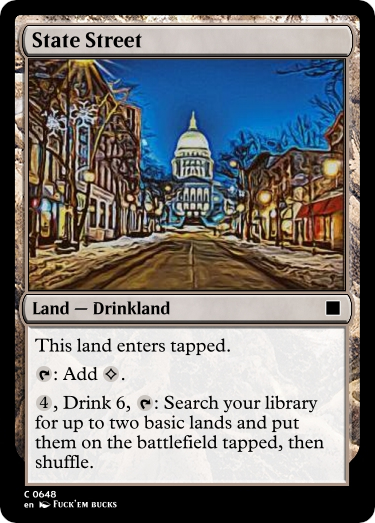 State Street
Land — Drinkland
This land enters tapped.
: Add .
4, Drink 6, : Search your library
for up to two basic lands and put
them on the battlefield tapped, then
shuffle.
C 0648
en Fuck'em bucks